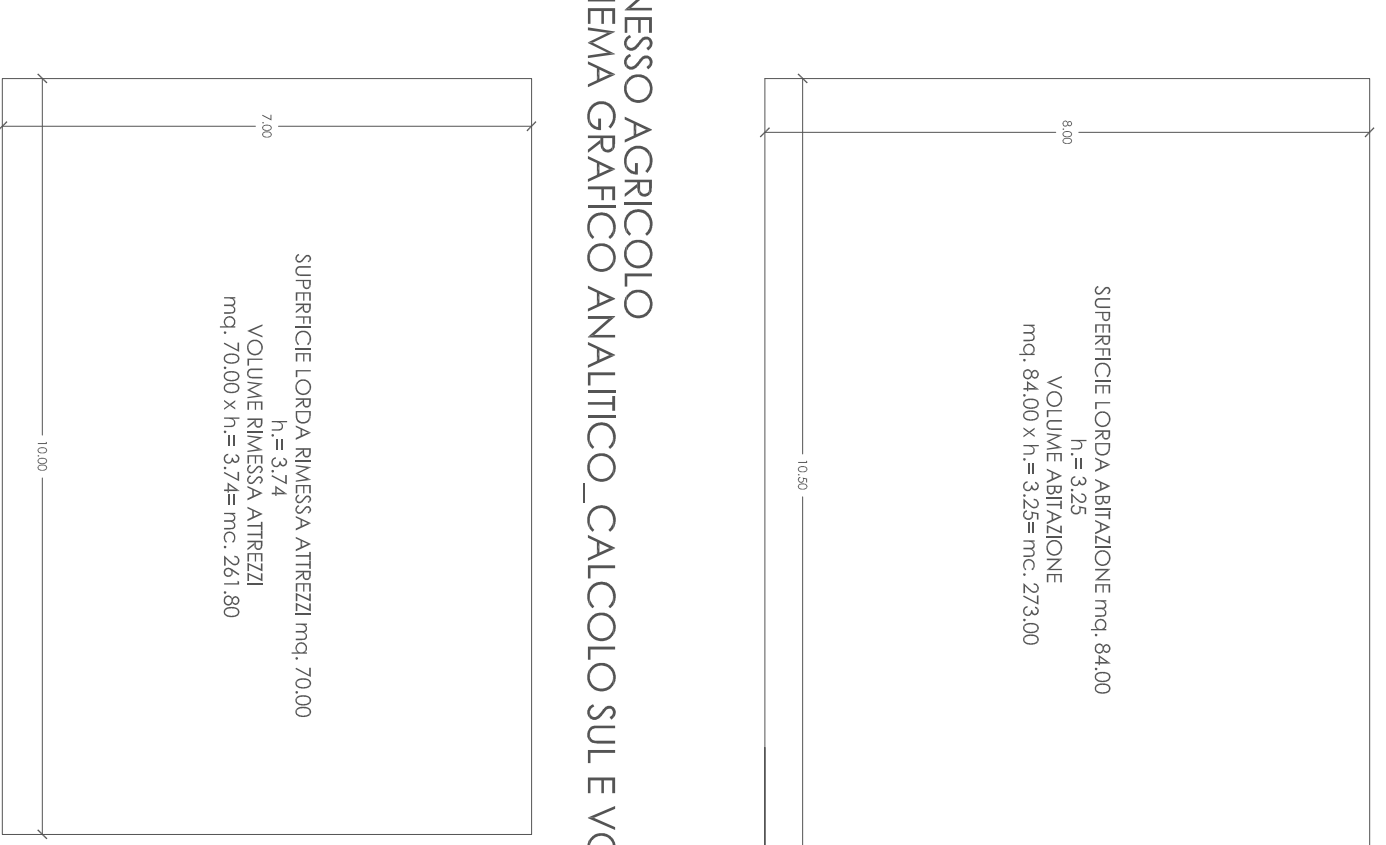 8.00
10.50
SUPERFICIE LORDA ABITAZIONE mq. 84.00
h.= 3.25
VOLUME ABITAZIONE
mq. 84.00 x h.= 3.25= mc. 273.00
NESSO AGRICOLO
EMA GRAFICO ANALITICO_CALCOLO SUL E VO
7.00
10.00
SUPERFICIE LORDA RIMESSA ATTREZZI mq. 70.00
h.= 3.74
VOLUME RIMESSA ATTREZZI
mq. 70.00 x h.= 3.74= mc. 261.80